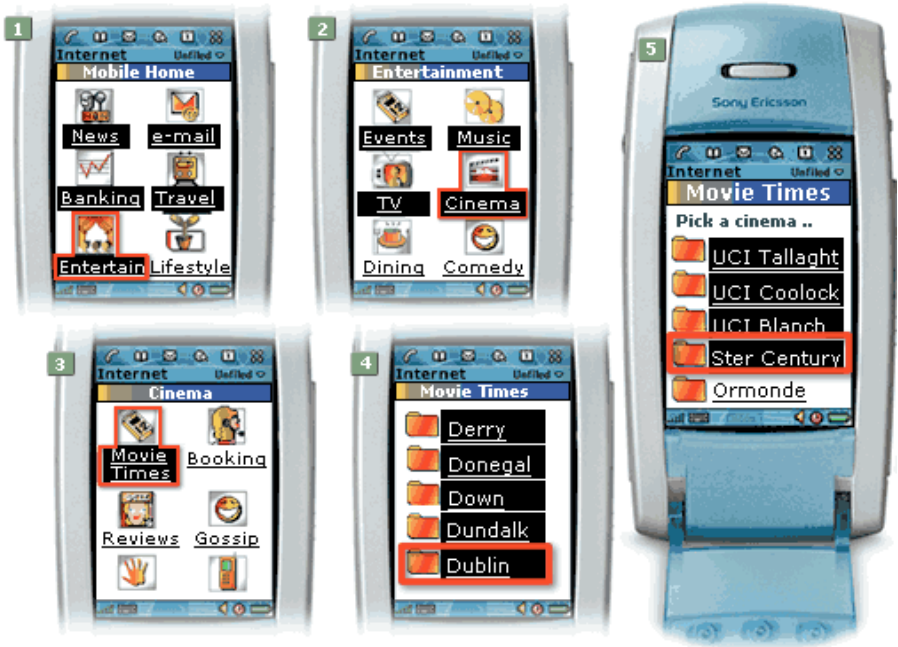 1
Internet Unfiled
Mobile Home
News e-mail
Banking Travel
Entertain Lifestyle
2
Internet Unfiled
Entertainment
Events Music
TV Cinema
Dining Comedy
3
Internet Unfiled
Cinema
Movie Times Booking
Reviews Gossip
4
Internet Unfiled
Movie Times
Derry
Donegal
Down
Dundalk
Dublin
5
Sony Ericsson
Internet Unfiled
Movie Times
Pick a cinema ..
UCI Tallaght
UCI Coolock
UCI Blanch
Ster Century
Ormonde